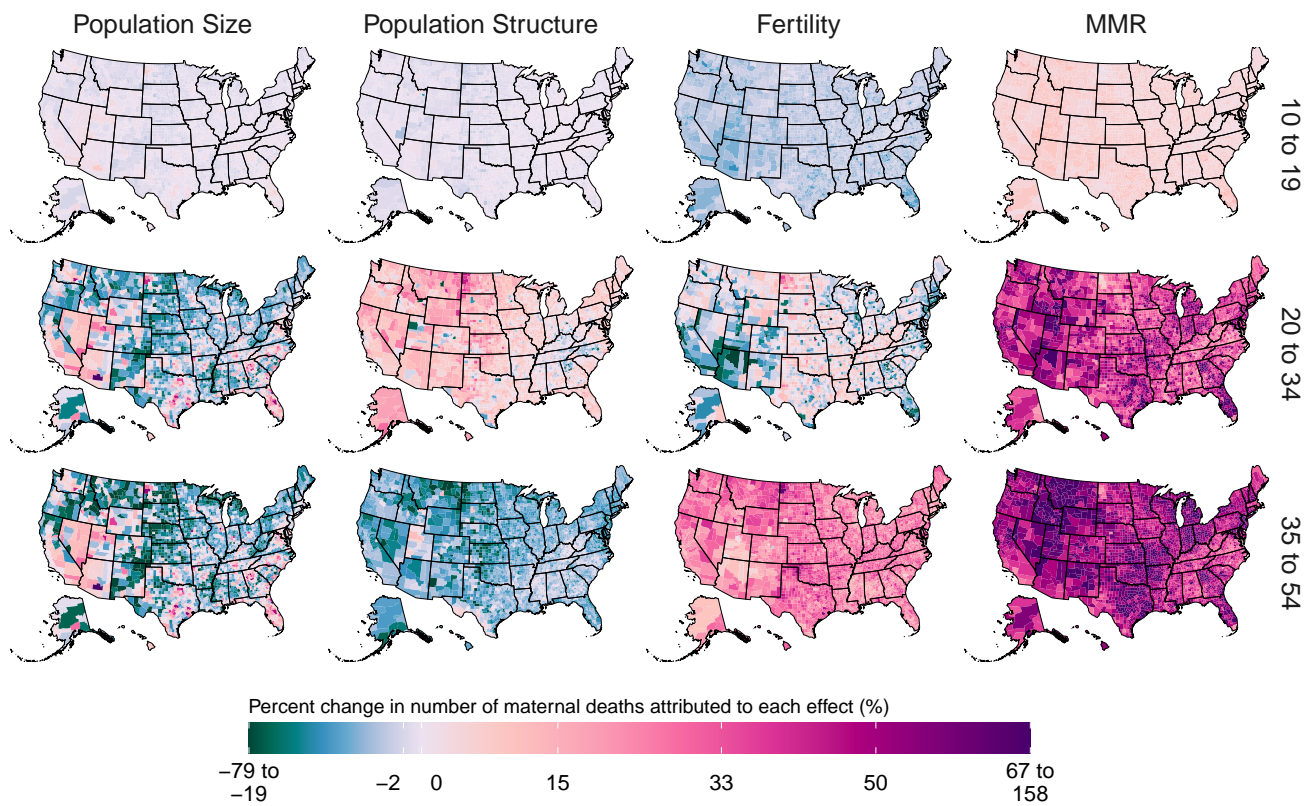 Population Size
Population Structure
Fertility
MMR
10 to 19
20 to 34
35 to 54
Percent change in number of maternal deaths attributed to each effect (%)
−79 to
−19
−2
0
15
33
50
67 to
158